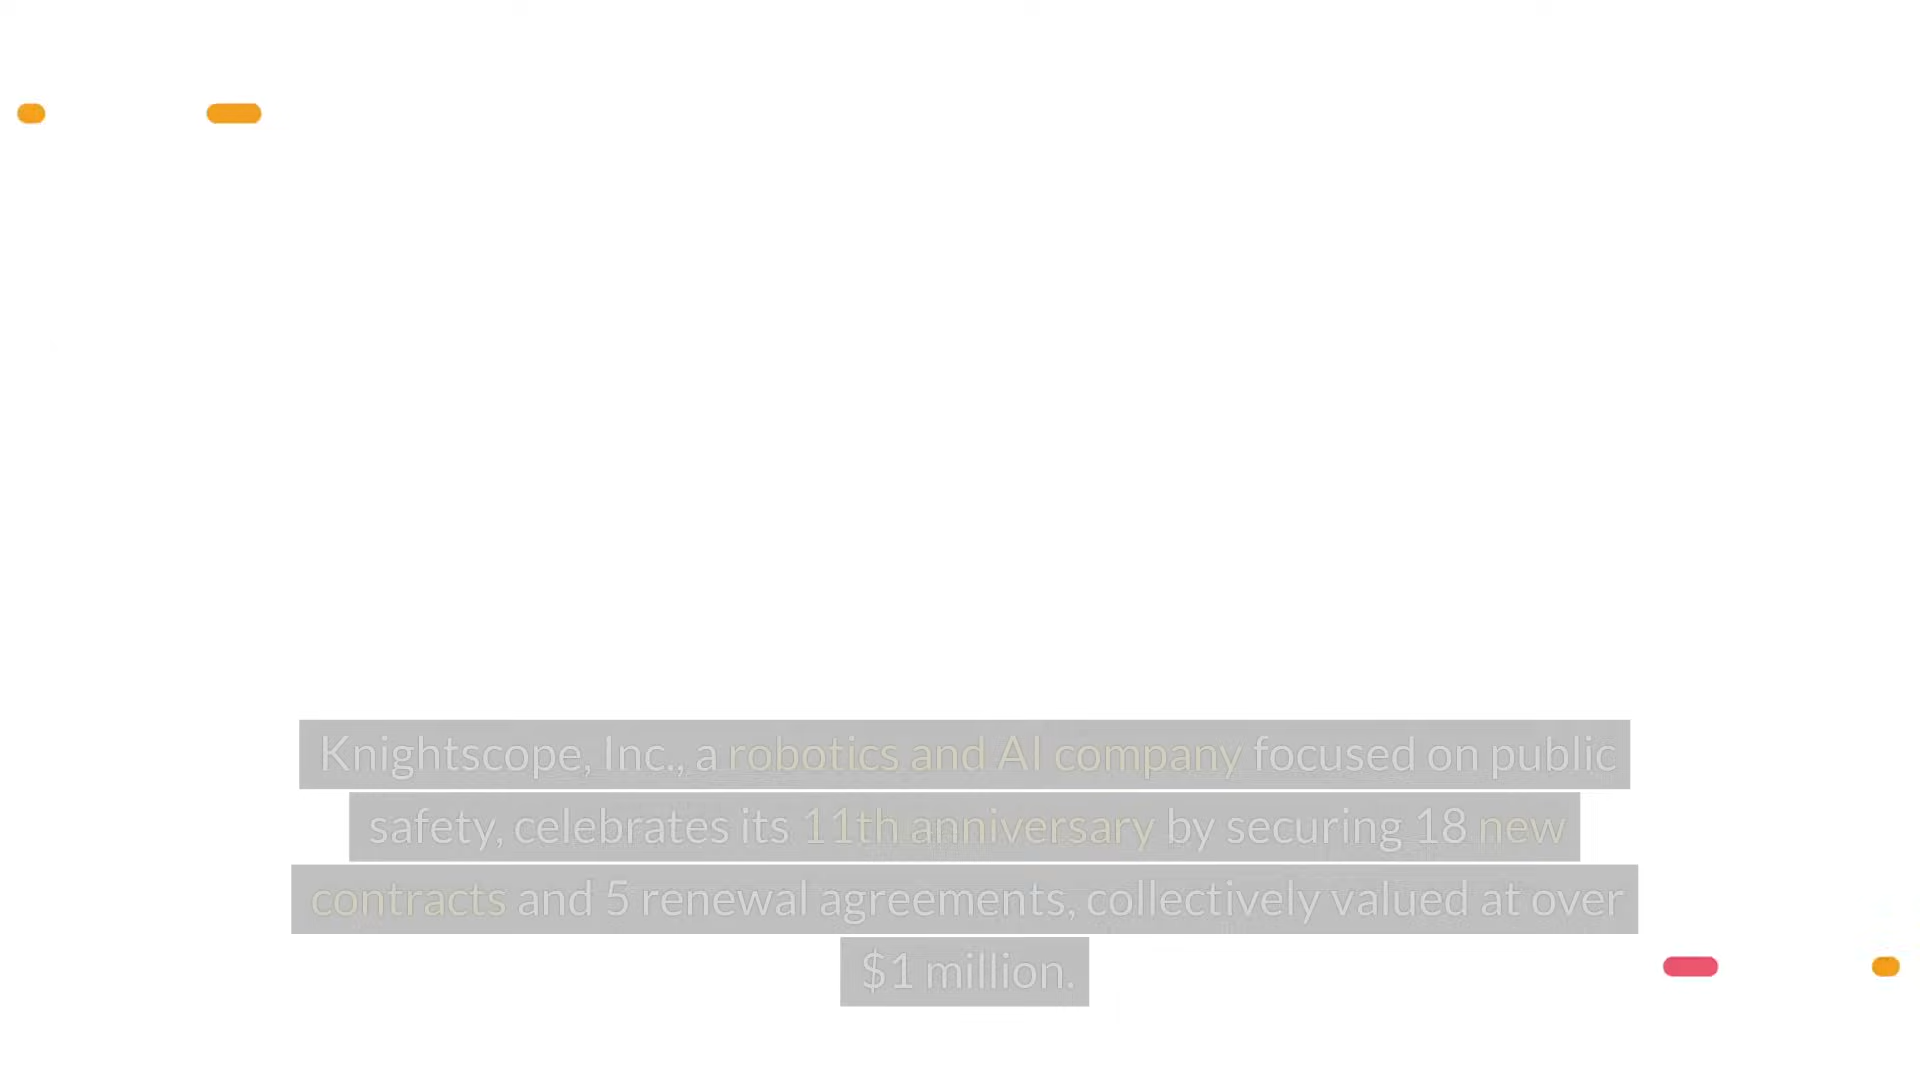 Knightscope, Inc., a robotics and AI company focused on public
safety, celebrates its 11th anniversary by securing 18 new
contracts and 5 renewal agreements, collectively valued at over
$1 million.